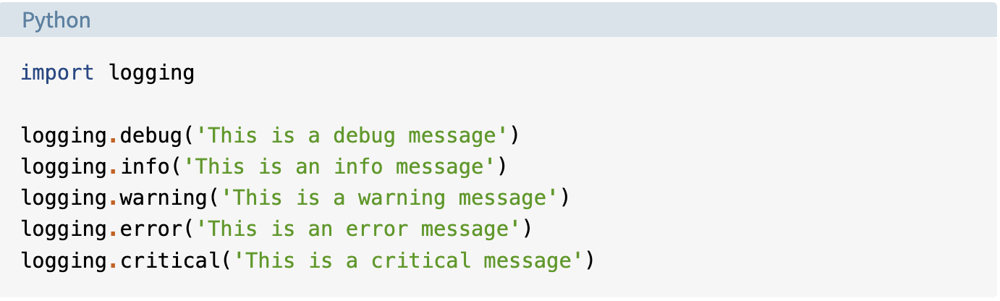 Python
import logging
logging.debug('This is a debug message')
logging.info('This is an info message')
logging.warning('This is a warning message')
logging.error('This is an error message')
logging.critical('This is a critical message')